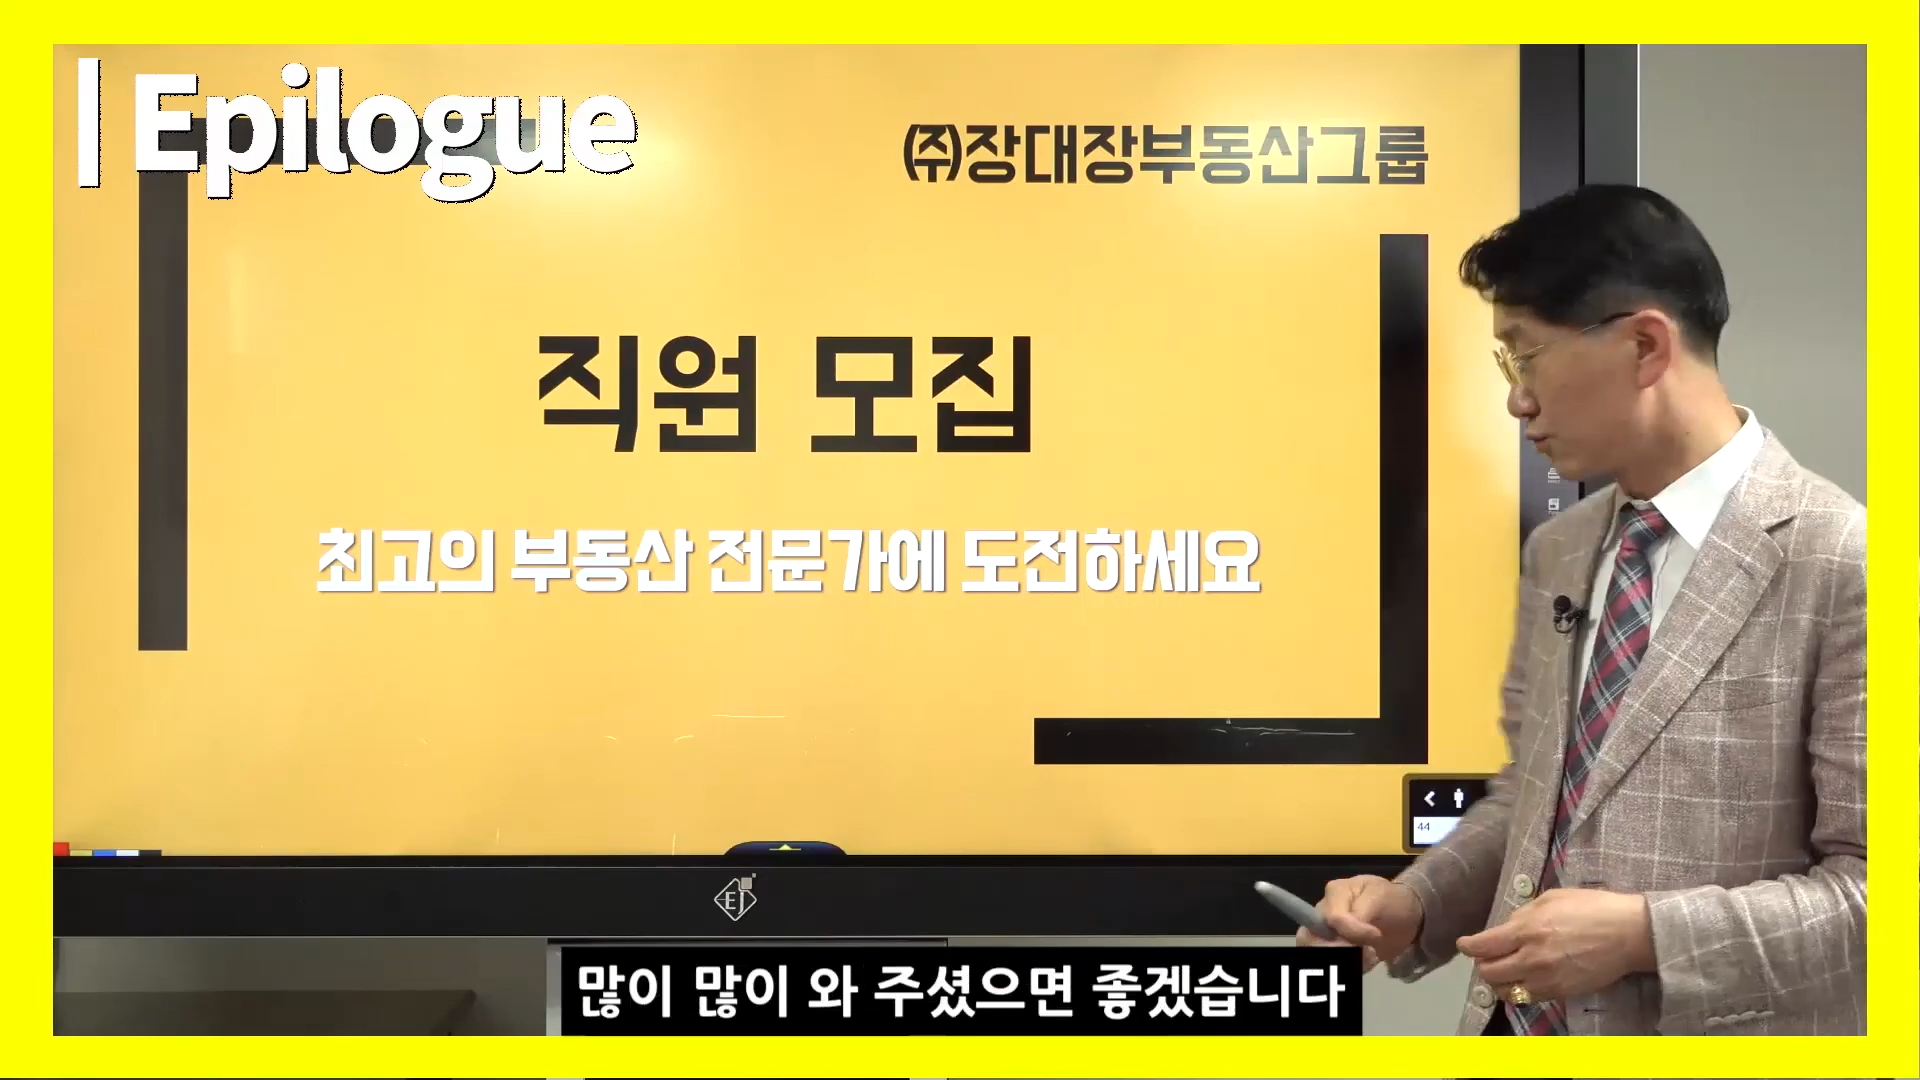 | Epilogue
㈜장대장부동산그룹
직원 모집
최고의 부동산 전문가에 도전하세요
44
EJ
많이 많이 와 주셨으면 좋겠습니다